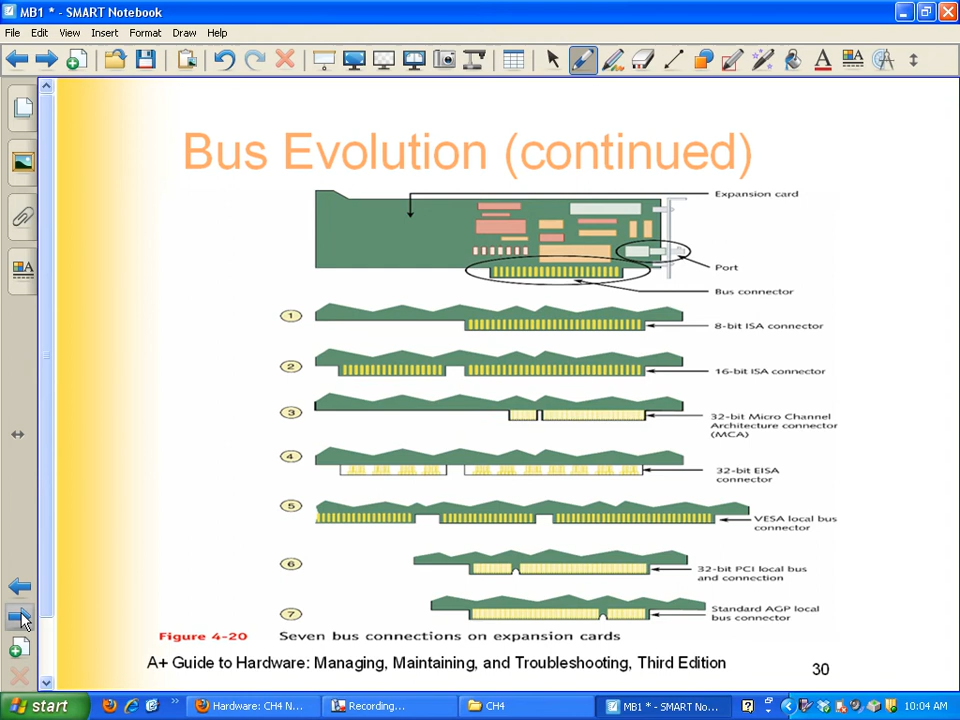 MB1 * - SMART Notebook
File Edit View Insert Format Draw Help
Bus Evolution (continued)
Expansion card
Port
Bus connector
1
8-bit ISA connector
2
16-bit ISA connector
3
32-bit Micro Channel
Architecture connector
(MCA)
4
32-bit EISA
connector
5
VESA local bus
connector
6
32-bit PCI local bus
and connection
7
Standard AGP local
bus connector
Figure 4-20 Seven bus connections on expansion cards
A+ Guide to Hardware: Managing, Maintaining, and Troubleshooting, Third Edition
30
start
Hardware: CH4 N...
Recording...
CH4
MB1 * - SMART No...
10:04 AM